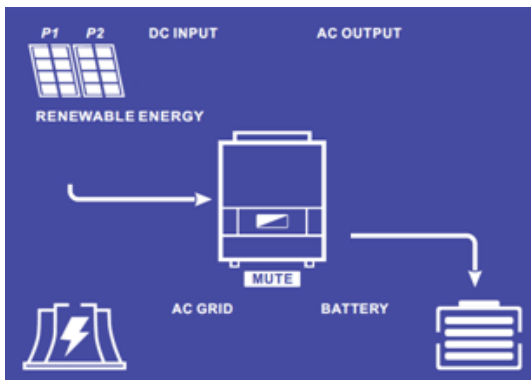 P1 P2 DC INPUT AC OUTPUT
RENEWABLE ENERGY
MUTE
AC GRID BATTERY